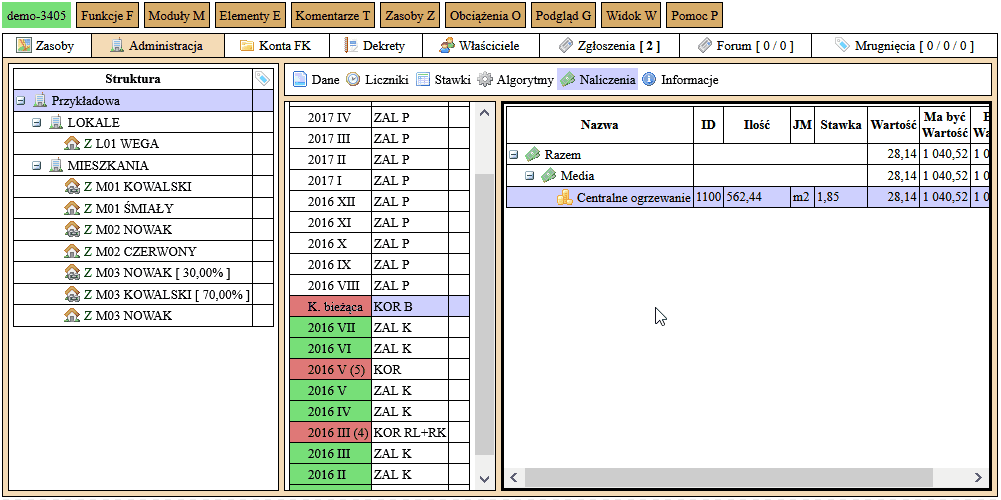 demo-3405 Funkcje F Moduły M Elementy E Komentarze T Zasoby Z Obciążenia O Podgląd G Widok W Pomoc P
Zasoby Administracja Konta FK Dekrety Właściciele Zgłoszenia [ 2 ] Forum [ 0 / 0 ] Mrugnięcia [ 0 / 0 / 0 ]
Struktura
Przykładowa
LOKALE
Z L01 WEGA
MIESZKANIA
Z M01 KOWALSKI
Z M01 ŚMIAŁY
Z M02 NOWAK
Z M02 CZERWONY
Z M03 NOWAK [ 30,00% ]
Z M03 KOWALSKI [ 70,00% ]
Z M03 NOWAK
Dane Liczniki Stawki Algorytmy Naliczenia Informacje
2017 IV ZAL P
2017 III ZAL P
2017 II ZAL P
2017 I ZAL P
2016 XII ZAL P
2016 XI ZAL P
2016 X ZAL P
2016 IX ZAL P
2016 VIII ZAL P
K. bieżąca KOR B
2016 VII ZAL K
2016 VI ZAL K
2016 V (5) KOR
2016 V ZAL K
2016 IV ZAL K
2016 III (4) KOR RL+RK
2016 III ZAL K
2016 II ZAL K
Nazwa ID Ilość JM Stawka Wartość Ma być Wartość
Razem 28,14 1 040,52
Media 28,14 1 040,52
Centralne ogrzewanie 1100 562,44 m2 1,85 28,14 1 040,52